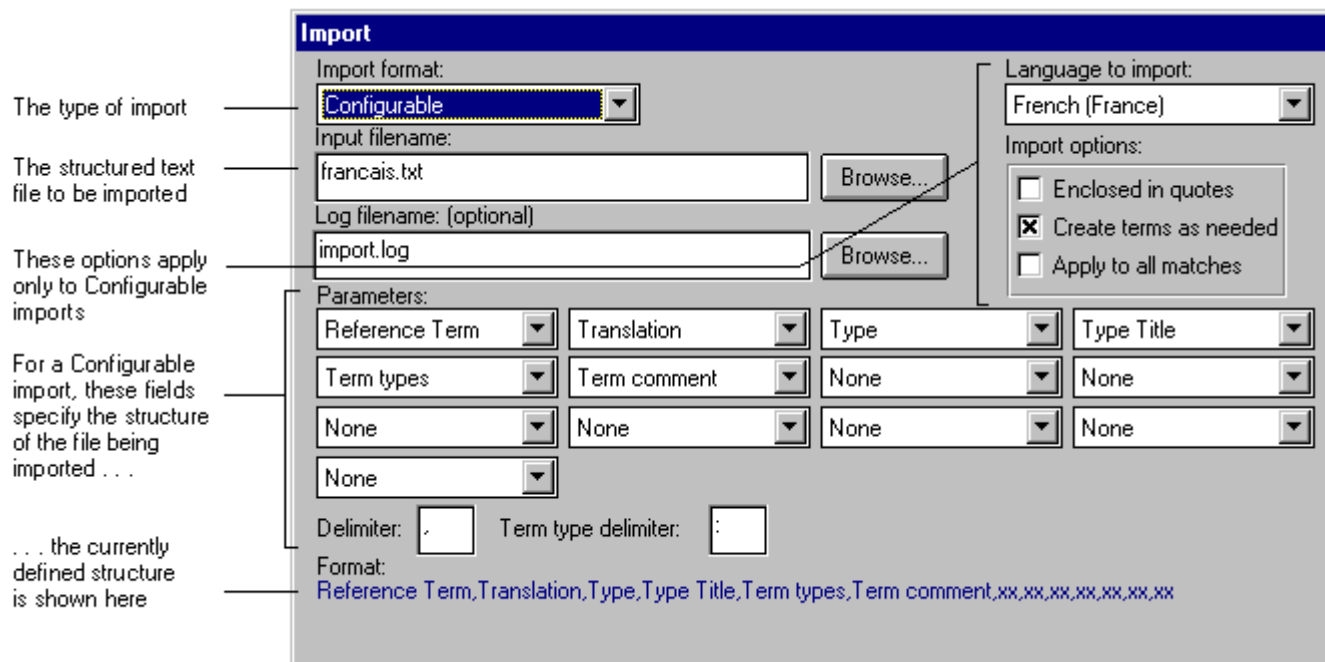 Import
The type of import
Import format:
Configurable
The structured text
file to be imported
Input filename:
francais.txt
Browse...
Log filename: (optional)
import.log
Browse...
These options apply
only to Configurable
imports
Language to import:
French (France)
Import options:
Enclosed in quotes
Create terms as needed
Apply to all matches
For a Configurable
import, these fields
specify the structure
of the file being
imported . . .
Parameters:
Reference Term Translation Type Type Title
Term types Term comment None None
None None None None
None
Delimiter: , Term type delimiter: :
. . . the currently
defined structure
is shown here
Format:
Reference Term,Translation,Type,Type Title,Term types,Term comment,xx,xx,xx,xx,xx,xx,xx